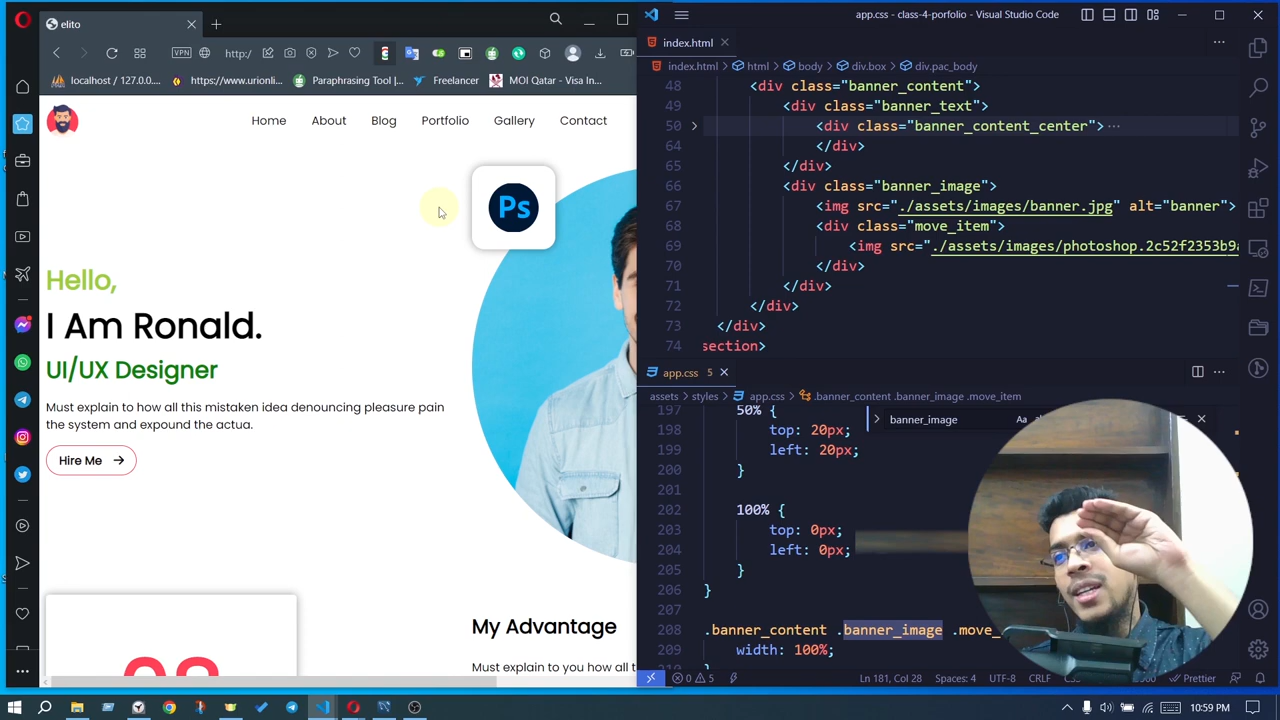 elito
VPN
http:/
localhost / 127.0.0....
https://www.urionli...
Paraphrasing Tool |...
Freelancer
MOI Qatar - Visa In...
Home
About
Blog
Portfolio
Gallery
Contact
Ps
Hello,
I Am Ronald.
UI/UX Designer
Must explain to how all this mistaken idea denouncing pleasure pain
the system and expound the actua.
Hire Me
My Advantage
Must explain to you how all t
app.css - class-4-porfolio - Visual Studio Code
index.html
index.html > html > body > div.box > div.pac_body
48 <div class="banner_content">
49 <div class="banner_text">
50 <div class="banner_content_center"> ...
64 </div>
65 </div>
66 <div class="banner_image">
67 <img src="./assets/images/banner.jpg" alt="banner">
68 <div class="move_item">
69 <img src="./assets/images/photoshop.2c52f2353b9a
70 </div>
71 </div>
72 </div>
73 </div>
74 section>
app.css 5
assets > styles > app.css > .banner_content .banner_image .move_item
banner_image
Aa
197 50% {
198 top: 20px;
199 left: 20px;
200 }
201
202 100% {
203 top: 0px;
204 left: 0px;
205 }
206 }
207
208 .banner_content .banner_image .move_
209 width: 100%;
0 5
Ln 181, Col 28
Spaces: 4
UTF-8
CRLF
Prettier
10:59 PM